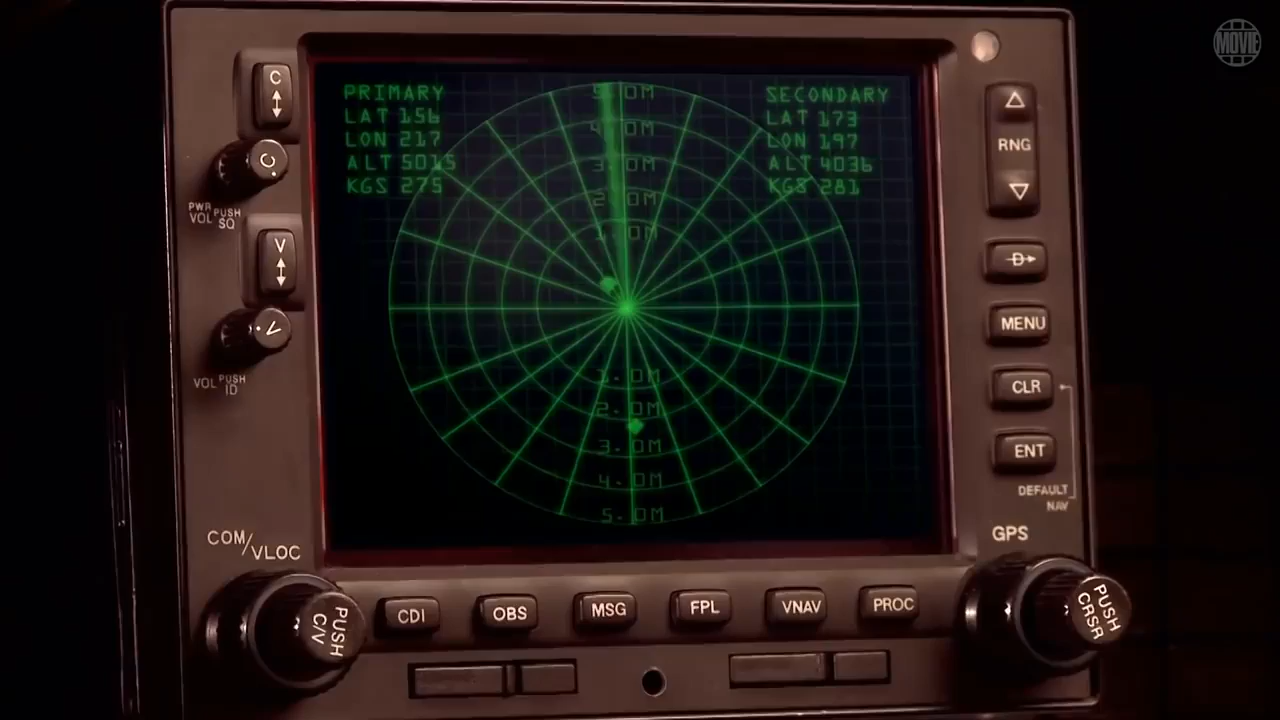 MOVIE
C
PWR
VOL PUSH
SQ
V
VOL PUSH
ID
COM/VLOC
PUSH
C/V
PRIMARY
LAT 156
LON 217
ALT 5015
KGS 275
SECONDARY
LAT 173
LON 197
ALT 4036
KGS 281
5.0M
4.0M
3.0M
2.0M
1.0M
1.0M
2.0M
3.0M
4.0M
5.0M
RNG
D
MENU
CLR
ENT
DEFAULT
NAV
GPS
PUSH
CRSR
CDI
OBS
MSG
FPL
VNAV
PROC